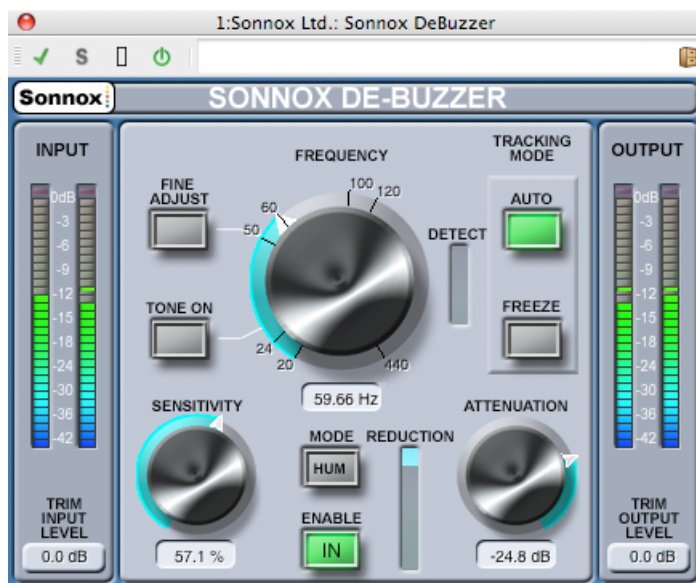 1:Sonnox Ltd.: Sonnox DeBuzzer
S
Sonnox
SONNOX DE-BUZZER
INPUT
0dB
-3
-6
-9
-12
-15
-18
-24
-30
-36
-42
TRIM
INPUT
LEVEL
0.0 dB
FINE
ADJUST
TONE ON
FREQUENCY
20
24
50
60
100
120
440
59.66 Hz
DETECT
TRACKING
MODE
AUTO
FREEZE
SENSITIVITY
57.1 %
MODE
HUM
ENABLE
IN
REDUCTION
ATTENUATION
-24.8 dB
OUTPUT
0dB
-3
-6
-9
-12
-15
-18
-24
-30
-36
-42
TRIM
OUTPUT
LEVEL
0.0 dB